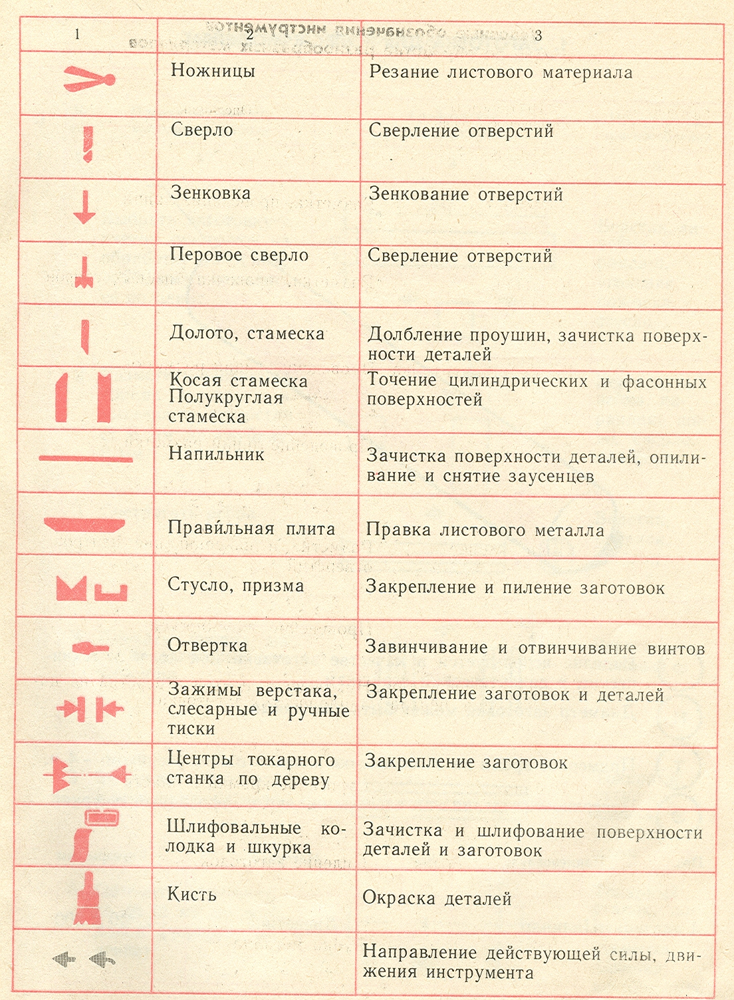 1 2 3
Ножницы
Резание листового материала
Сверло
Сверление отверстий
Зенковка
Зенкование отверстий
Перовое сверло
Сверление отверстий
Долото, стамеска
Долбление проушин, зачистка поверх-
ности деталей
Косая стамеска
Полукруглая
стамеска
Точение цилиндрических и фасонных
поверхностей
Напильник
Зачистка поверхности деталей, опили-
вание и снятие заусенцев
Прави́льная плита
Правка листового металла
Стусло, призма
Закрепление и пиление заготовок
Отвертка
Завинчивание и отвинчивание винтов
Зажимы верстака,
слесарные и ручные
тиски
Закрепление заготовок и деталей
Центры токарного
станка по дереву
Закрепление заготовок
Шлифовальные ко-
лодка и шкурка
Зачистка и шлифование поверхности
деталей и заготовок
Кисть
Окраска деталей
Направление действующей силы, дви-
жения инструмента